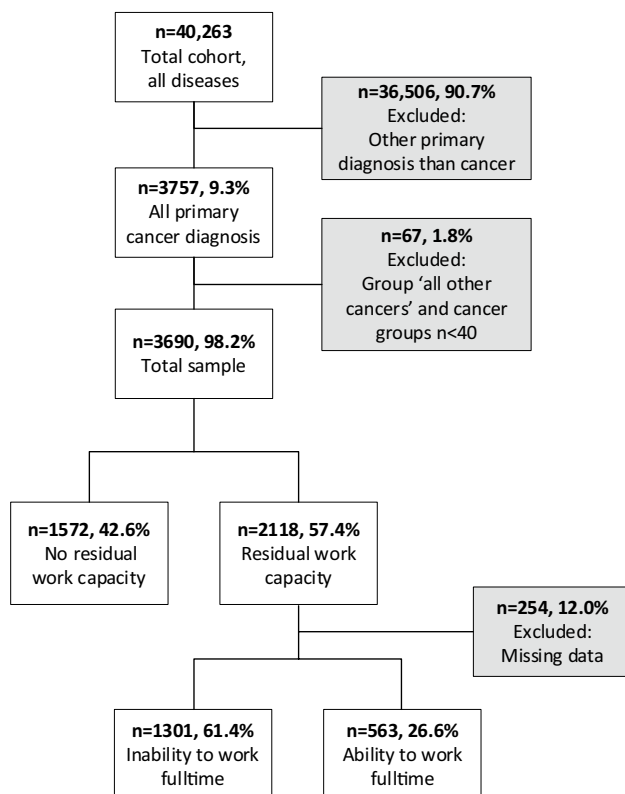 n=40,263
Total cohort,
all diseases
n=36,506, 90.7%
Excluded:
Other primary
diagnosis than cancer
n=3757, 9.3%
All primary
cancer diagnosis
n=67, 1.8%
Excluded:
Group ‘all other
cancers’ and cancer
groups n<40
n=3690, 98.2%
Total sample
n=1572, 42.6%
No residual
work capacity
n=2118, 57.4%
Residual work
capacity
n=254, 12.0%
Excluded:
Missing data
n=1301, 61.4%
Inability to work
fulltime
n=563, 26.6%
Ability to work
fulltime